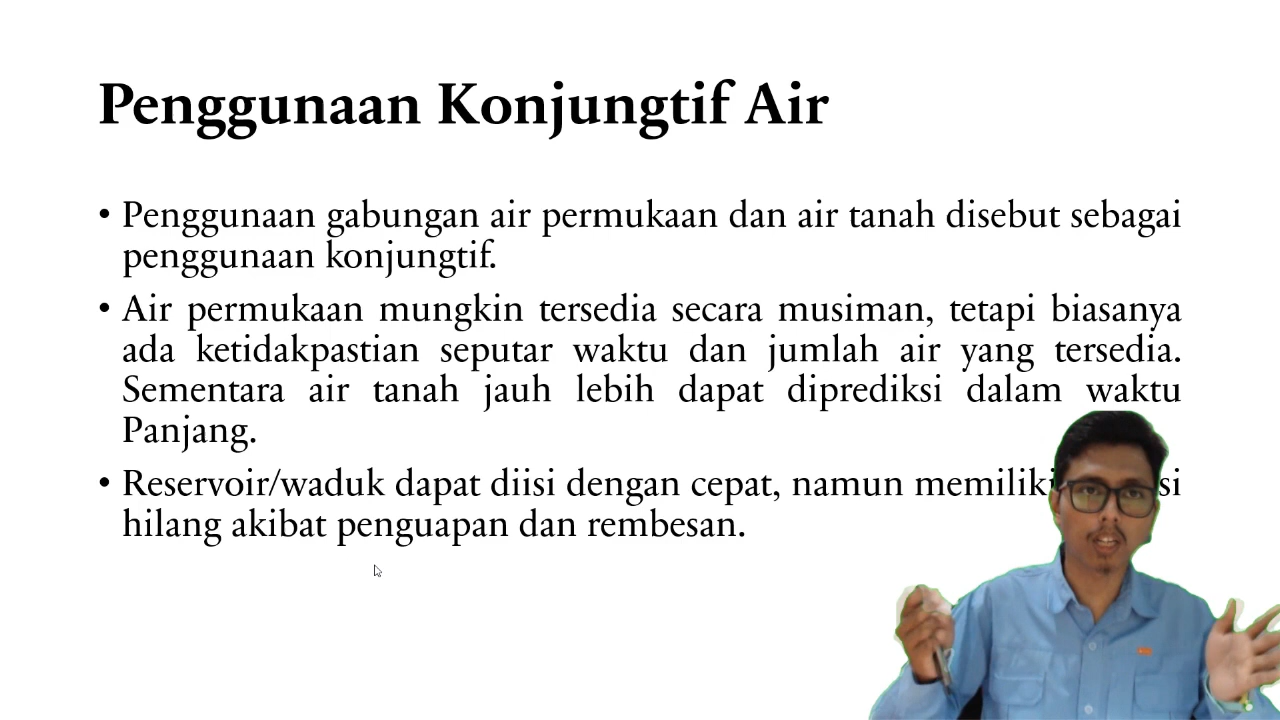 Penggunaan Konjungtif Air
• Penggunaan gabungan air permukaan dan air tanah disebut sebagai
penggunaan konjungtif.
• Air permukaan mungkin tersedia secara musiman, tetapi biasanya
ada ketidakpastian seputar waktu dan jumlah air yang tersedia.
Sementara air tanah jauh lebih dapat diprediksi dalam waktu
Panjang.
• Reservoir/waduk dapat diisi dengan cepat, namun memiliki
hilang akibat penguapan dan rembesan.